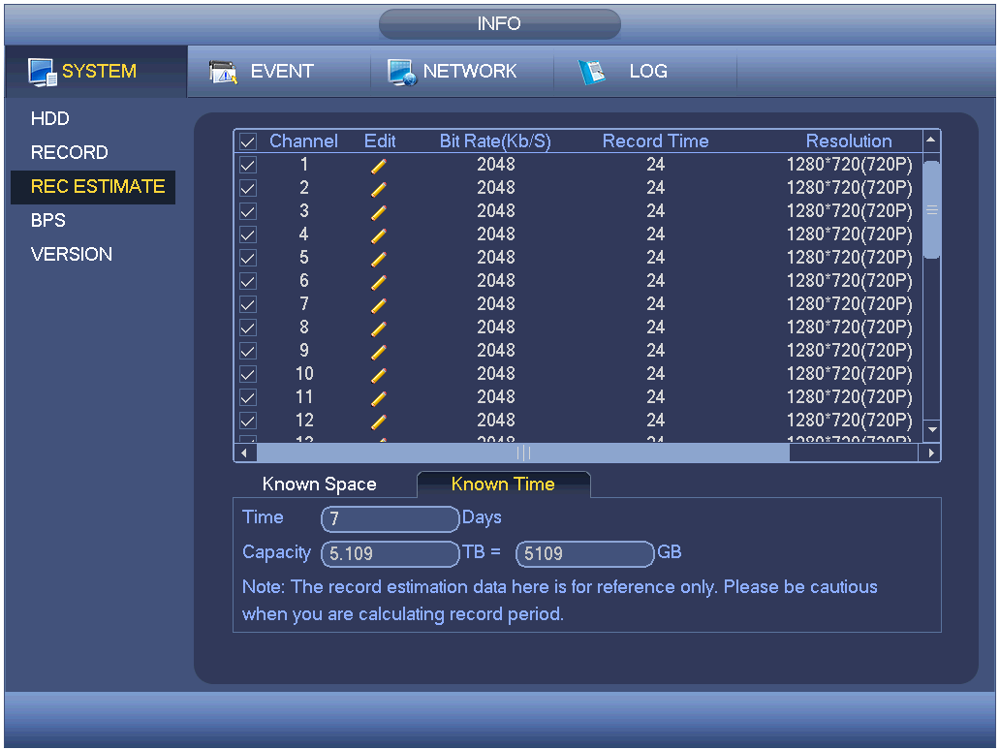 INFO
SYSTEM EVENT NETWORK LOG
HDD
RECORD
REC ESTIMATE
BPS
VERSION
Channel Edit Bit Rate(Kb/S) Record Time Resolution
1 2048 24 1280*720(720P)
2 2048 24 1280*720(720P)
3 2048 24 1280*720(720P)
4 2048 24 1280*720(720P)
5 2048 24 1280*720(720P)
6 2048 24 1280*720(720P)
7 2048 24 1280*720(720P)
8 2048 24 1280*720(720P)
9 2048 24 1280*720(720P)
10 2048 24 1280*720(720P)
11 2048 24 1280*720(720P)
12 2048 24 1280*720(720P)
Known Space Known Time
Time 7 Days
Capacity 5.109 TB = 5109 GB
Note: The record estimation data here is for reference only. Please be cautious
when you are calculating record period.